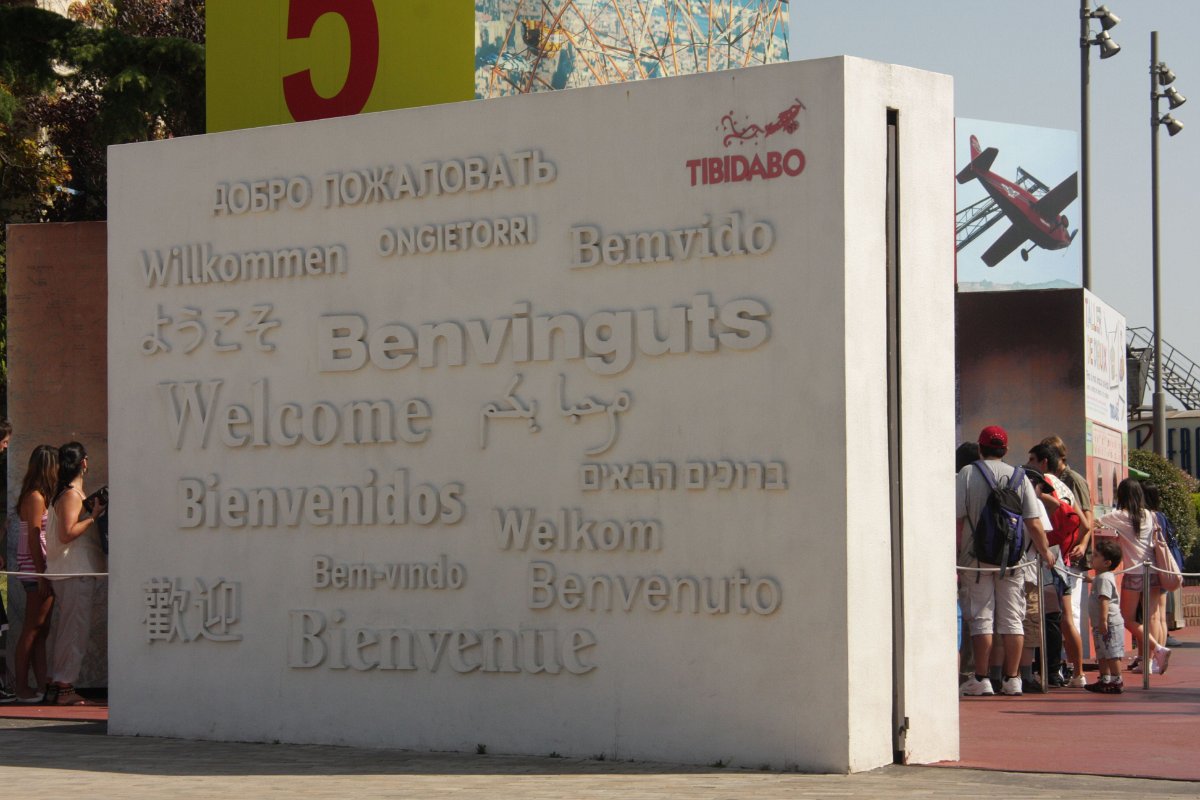 5
TIBIDABO
ДОБРО ПОЖАЛОВАТЬ
Willkommen
ONGIETORRI
Bemvido
ようこそ
Benvinguts
Welcome
مرحبا بكم
Bienvenidos
ברוכים הבאים
Welkom
Bem-vindo
Benvenuto
歡迎
Bienvenue